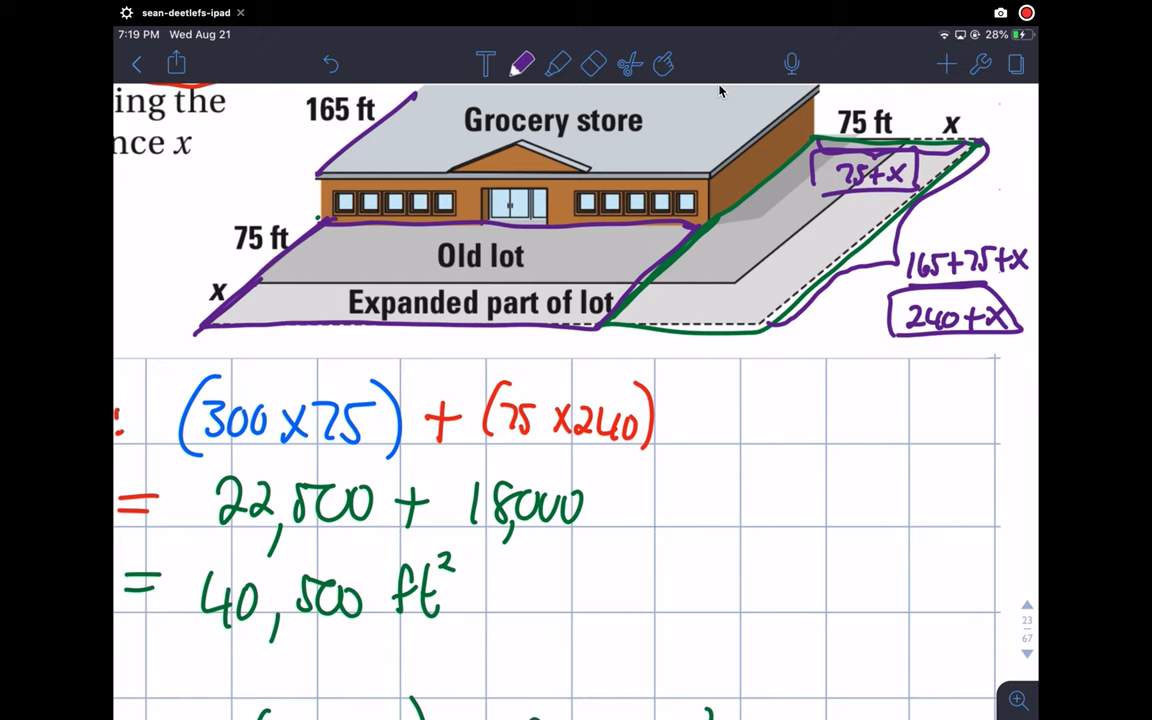 sean-deetlefs-ipad
7:19 PM Wed Aug 21
28%
ing the
nce x
165 ft
Grocery store
75 ft
x
75+x
75 ft
Old lot
165+75+x
x
Expanded part of lot
240+x
: (300 x 75) + (75 x 240)
= 22,500 + 18,000
= 40,500 ft²
23
67